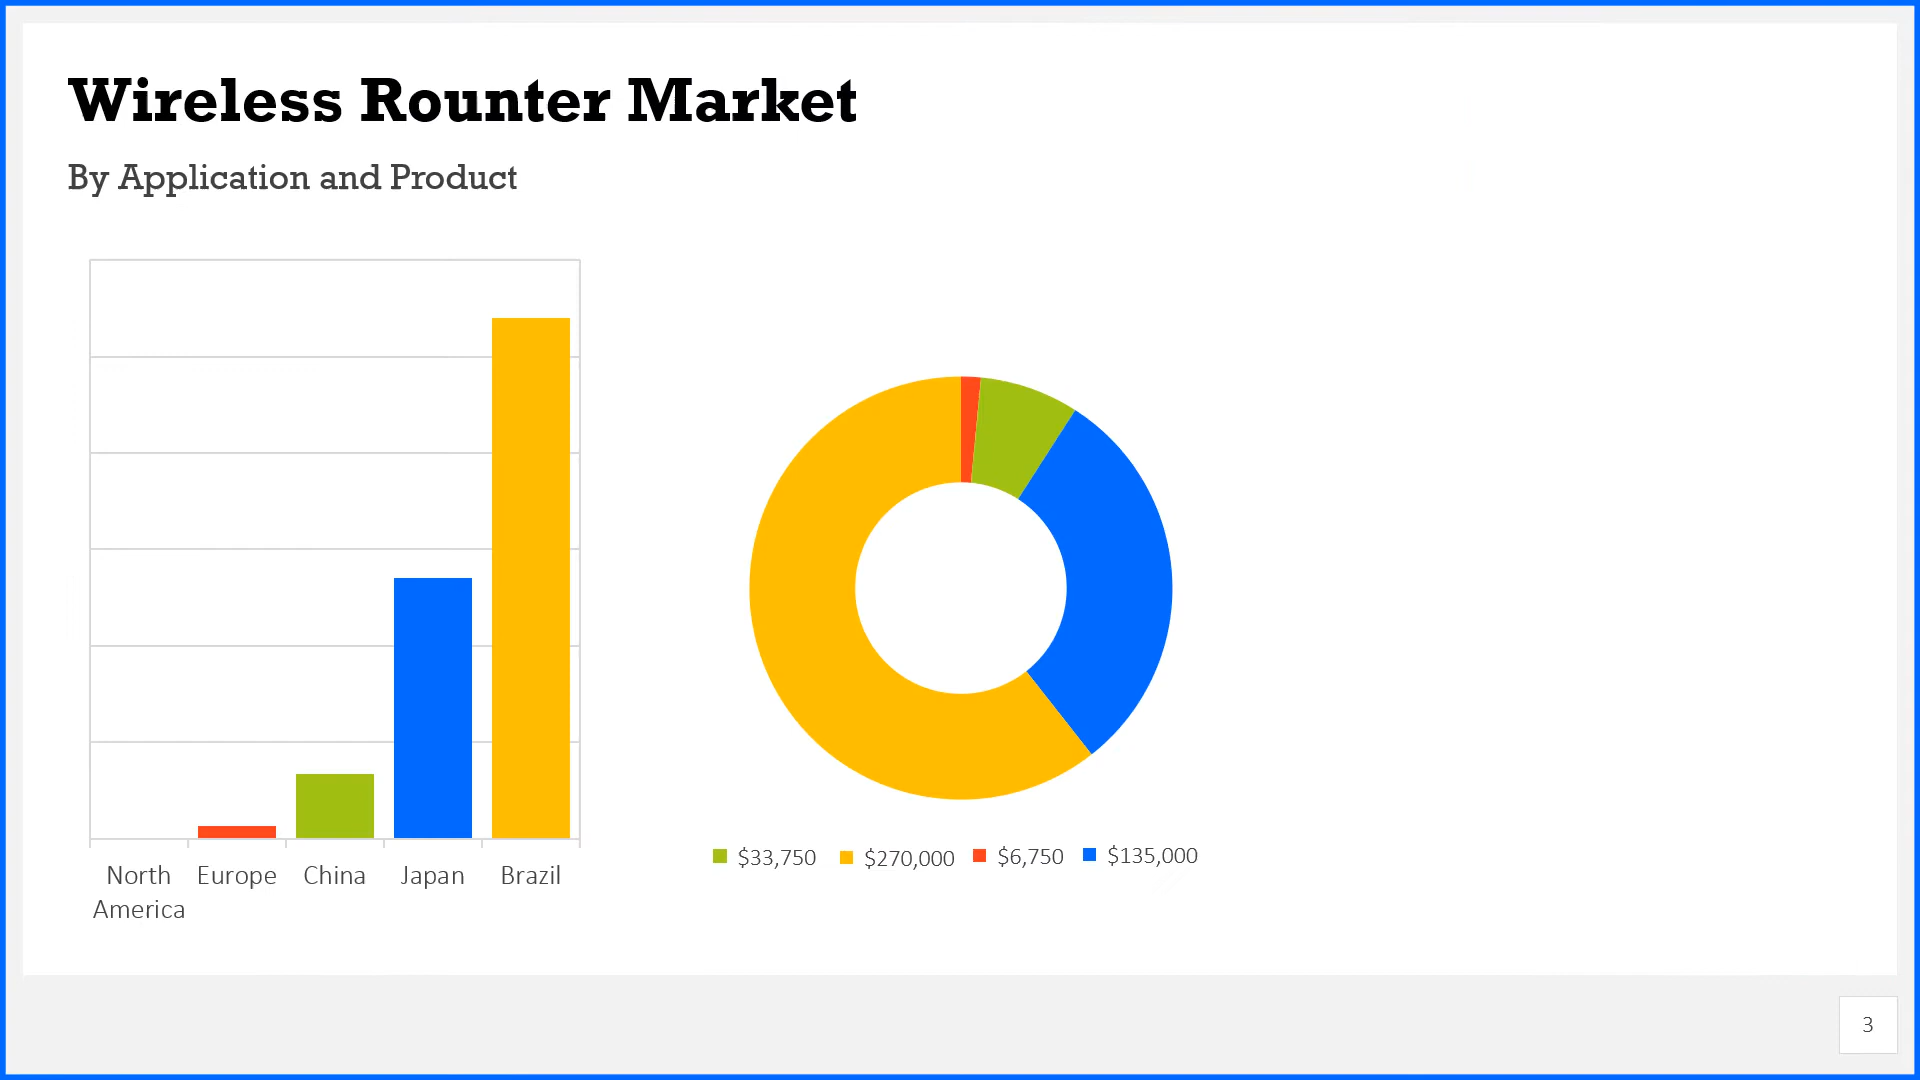 Wireless Rounter Market
By Application and Product
North America
Europe
China
Japan
Brazil
$33,750
$270,000
$6,750
$135,000
3